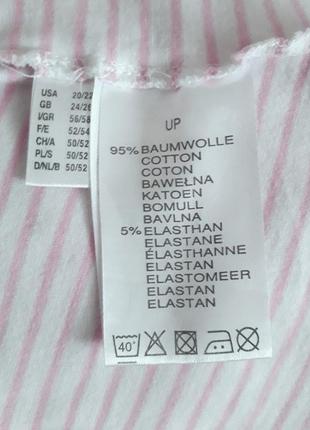 USA 20/22
GB 24/26
I/GR 56/58
F/E 52/54
CH/A 50/52
PL/S 50/52
D/NL/B 50/52
UP
95% BAUMWOLLE
COTTON
COTON
BAWEŁNA
KATOEN
BOMULL
BAVLNA
5% ELASTHAN
ELASTANE
ÉLASTHANNE
ELASTAN
ELASTOMEER
ELASTAN
ELASTAN
40°